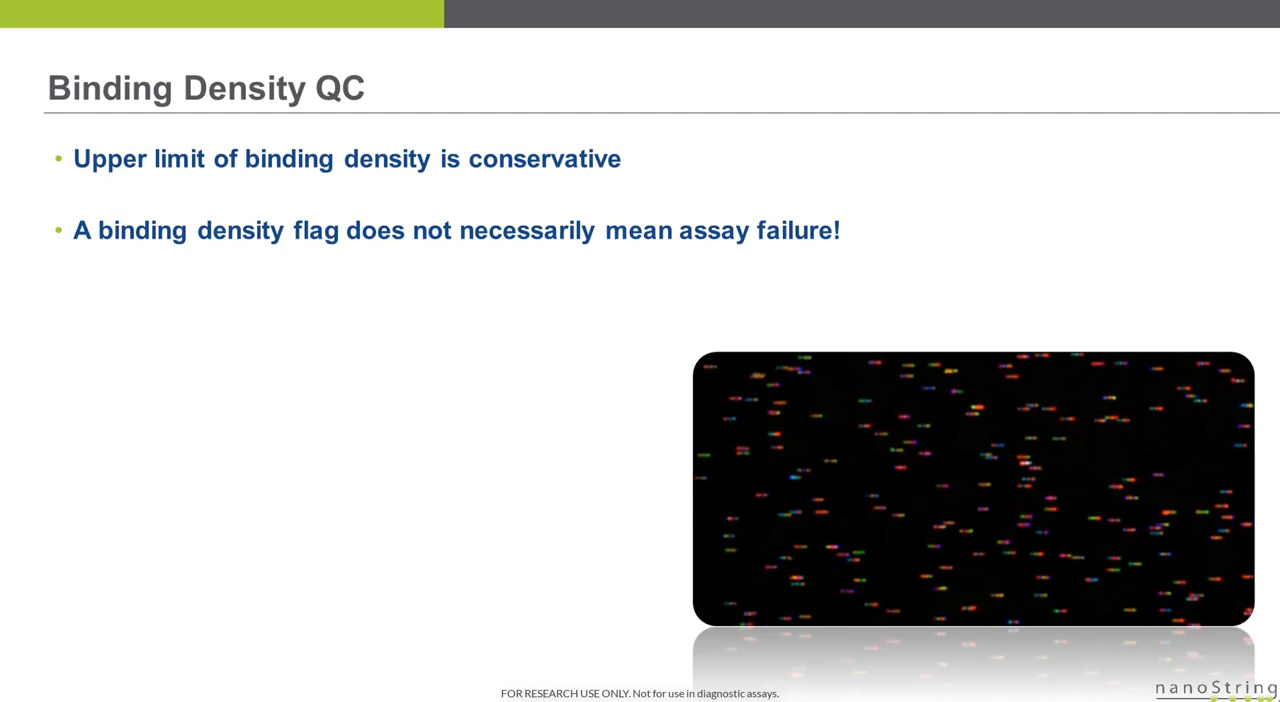 Binding Density QC
• Upper limit of binding density is conservative
• A binding density flag does not necessarily mean assay failure!
FOR RESEARCH USE ONLY. Not for use in diagnostic assays.
nanoString